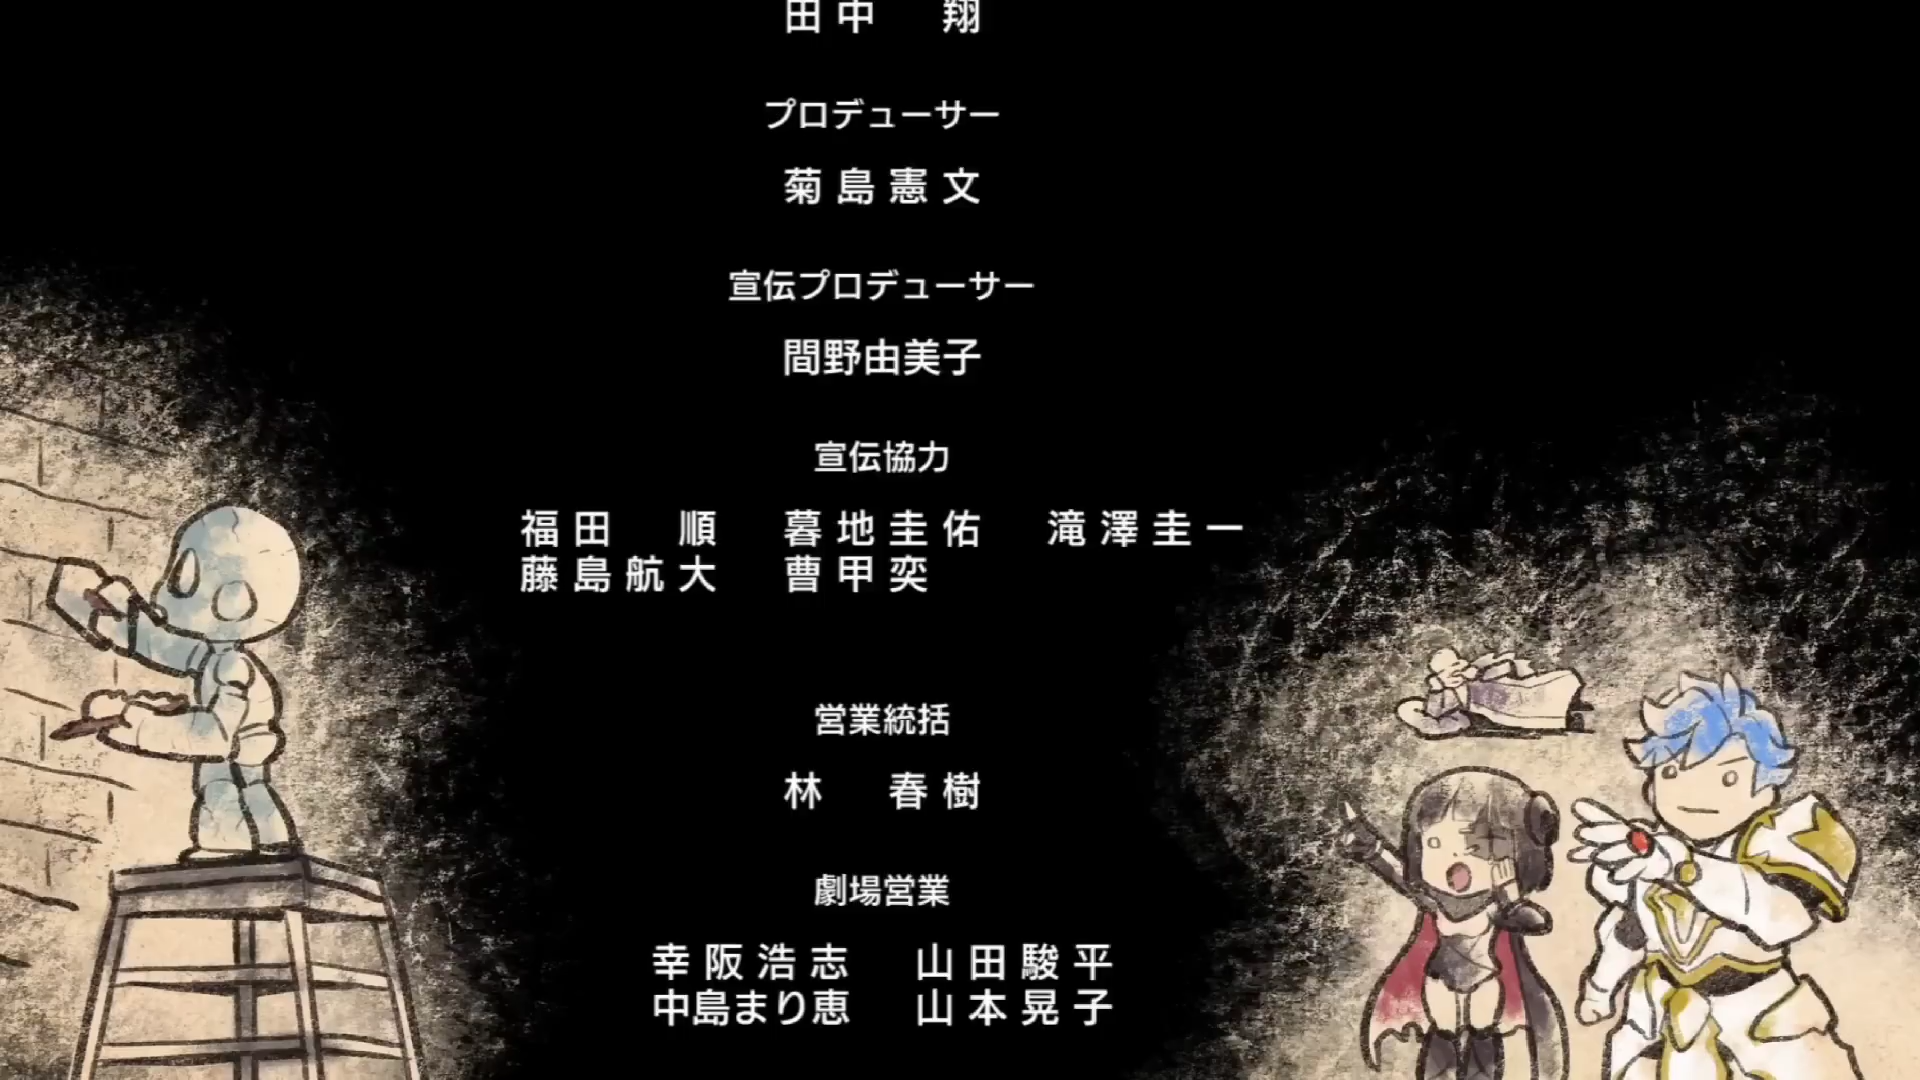 田中 翔
プロデューサー
菊島憲文
宣伝プロデューサー
間野由美子
宣伝協力
福田 順 暮地圭佑 滝澤圭一
藤島航大 曹甲奕
営業統括
林 春樹
劇場営業
幸阪浩志 山田駿平
中島まり恵 山本晃子